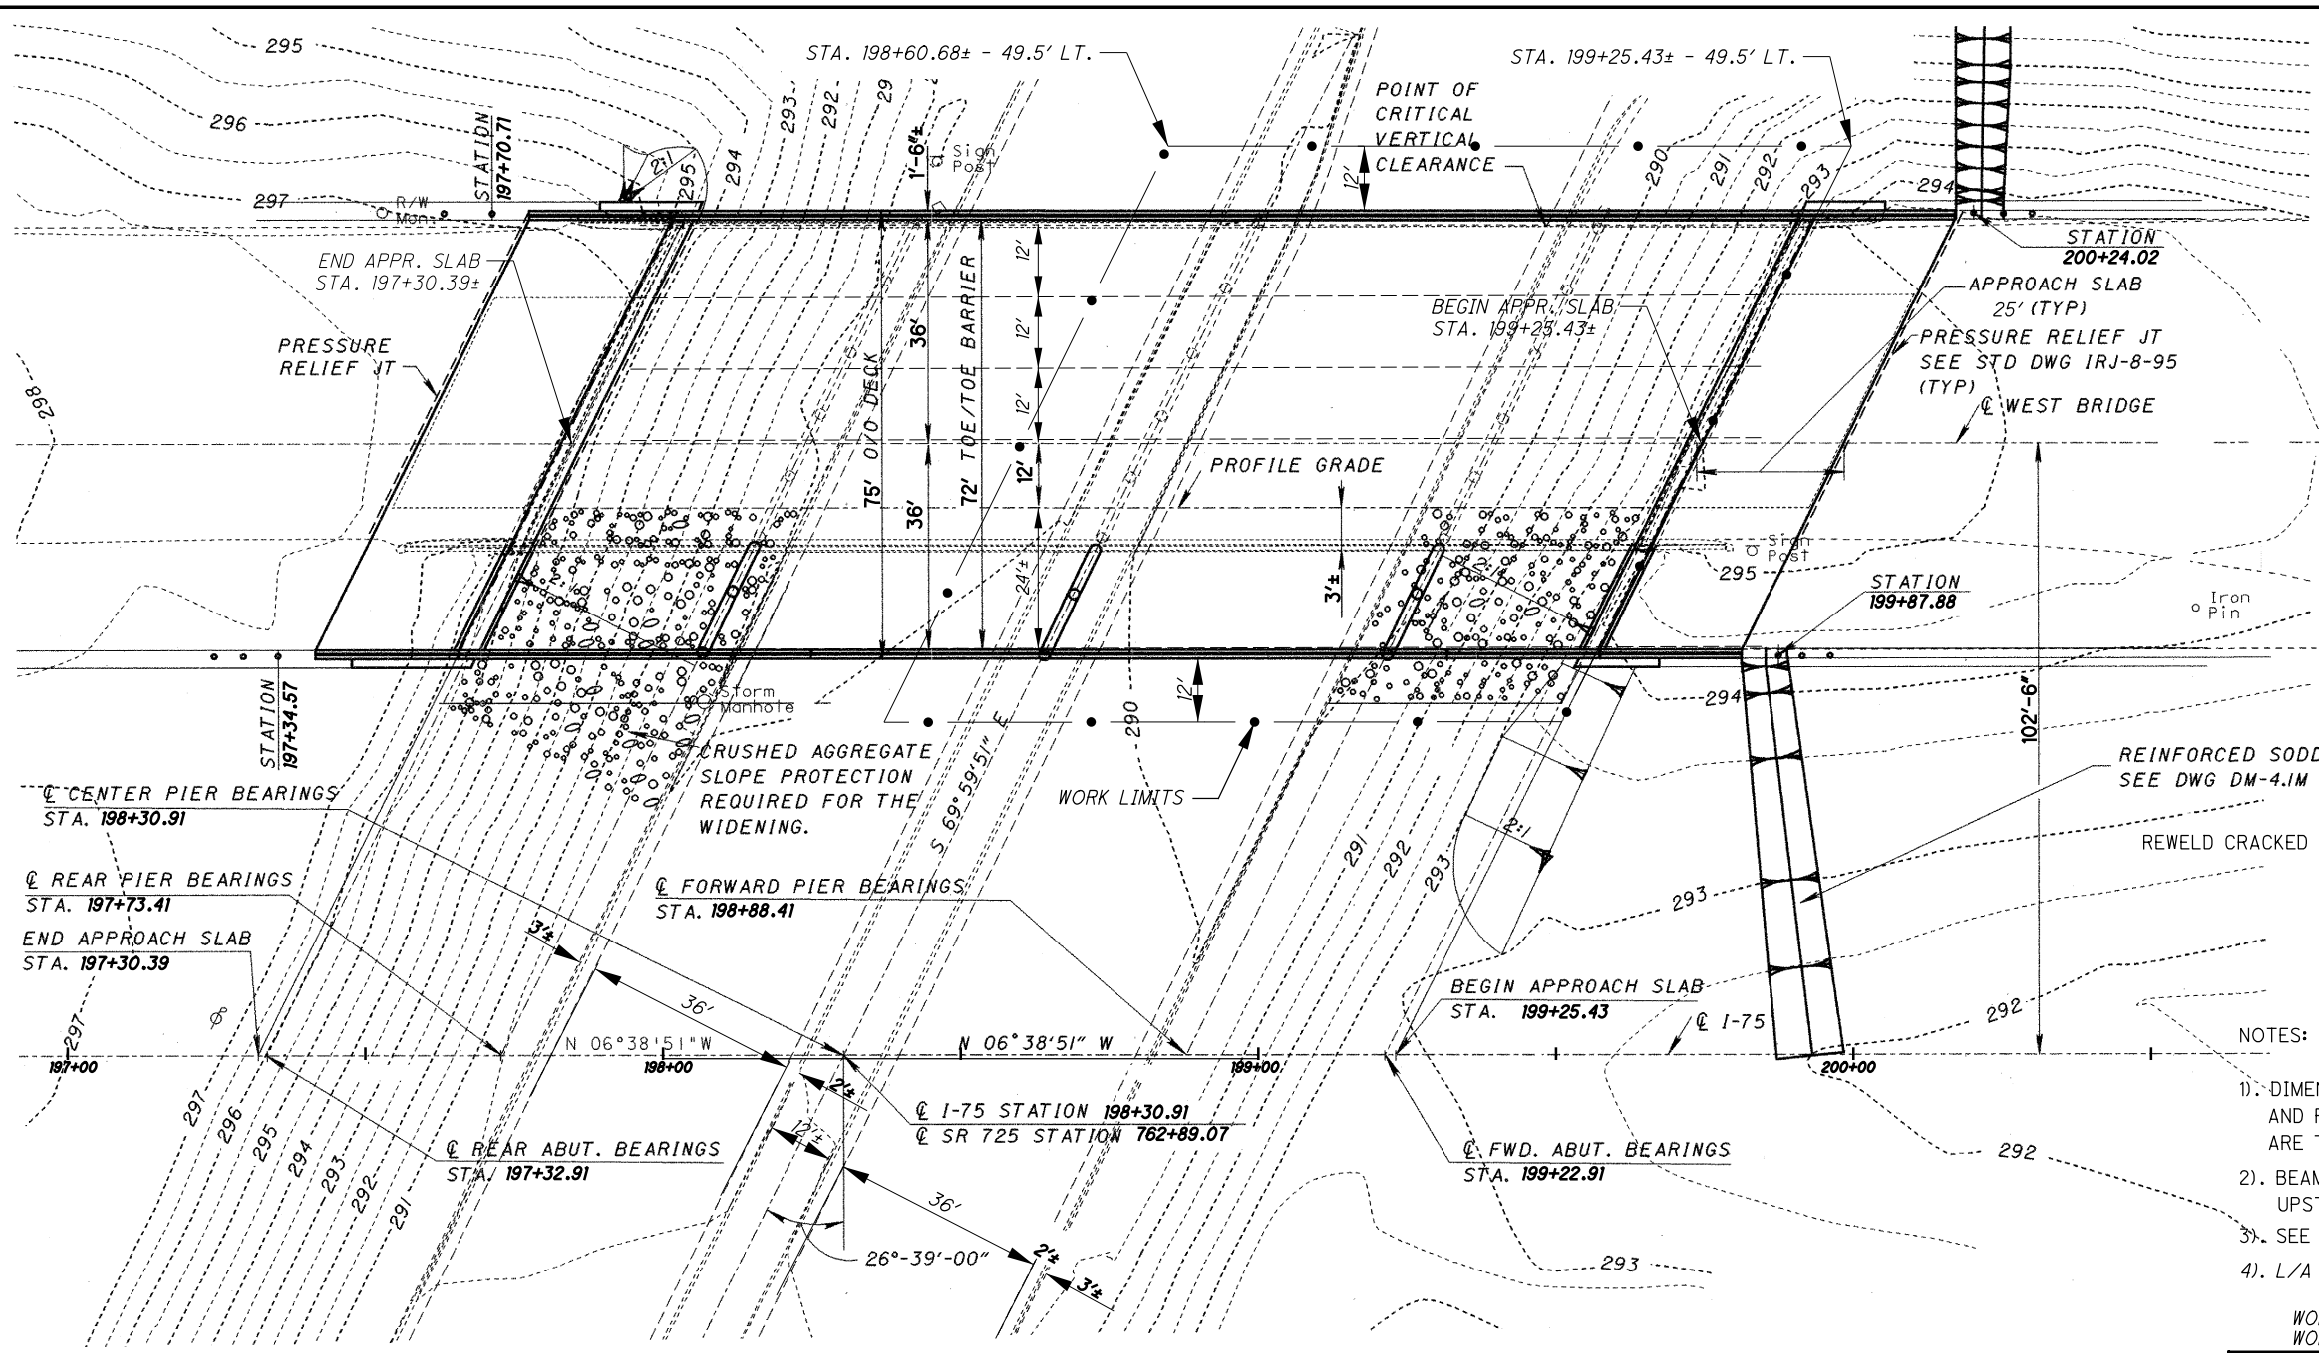 295
STA. 198+60.68± - 49.5' LT.
STA. 199+25.43± - 49.5' LT.
296
STATION
197+70.71
2:1
295
294
293
292
29
1'-6"±
Sign
Post
POINT OF
CRITICAL
VERTICAL
CLEARANCE
12'
290
291
292
293
294
297
R/W
Mon.
STATION
200+24.02
END APPR. SLAB
STA. 197+30.39±
APPROACH SLAB
25' (TYP)
BEGIN APPR. SLAB
STA. 199+25.43±
PRESSURE
RELIEF JT
PRESSURE RELIEF JT
SEE STD DWG IRJ-8-95
(TYP)
298
75' O/O DECK
36'
36'
72' TOE/TOE BARRIER
12'
12'
12'
12'
24'±
℄ WEST BRIDGE
PROFILE GRADE
3'±
2:1
2:1
Sign
Post
295
STATION
199+87.88
Iron
Pin
STATION
197+34.57
Storm
Manhole
12'
290
294
102'-6"
CRUSHED AGGREGATE
SLOPE PROTECTION
REQUIRED FOR THE
WIDENING.
S 69°59'51" E
WORK LIMITS
REINFORCED SODD
SEE DWG DM-4.1M
REWELD CRACKED
℄ CENTER PIER BEARINGS
STA. 198+30.91
2:1
291
292
293
℄ REAR PIER BEARINGS
STA. 197+73.41
℄ FORWARD PIER BEARINGS
STA. 198+88.41
293
END APPROACH SLAB
STA. 197+30.39
3'±
36'
BEGIN APPROACH SLAB
STA. 199+25.43
℄ I-75
292
297
N 06°38'51" W
N 06°38'51" W
NOTES:
197+00
198+00
199+00
200+00
2'±
12'±
℄ I-75 STATION 198+30.91
℄ SR 725 STATION 762+89.07
1). DIMEN
AND F
ARE T
297
296
295
294
293
292
291
℄ REAR ABUT. BEARINGS
STA. 197+32.91
℄ FWD. ABUT. BEARINGS
STA. 199+22.91
292
2). BEAM
UPST
36'
26°-39'-00"
2'±
3'±
293
3). SEE
4). L/A
WO
WO